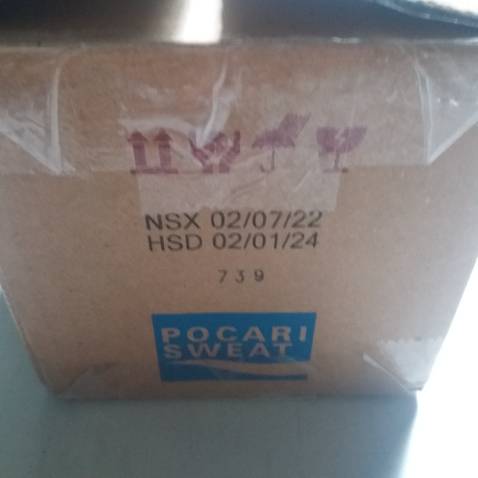 NSX 02/07/22
HSD 02/01/24
739
POCARI
SWEAT